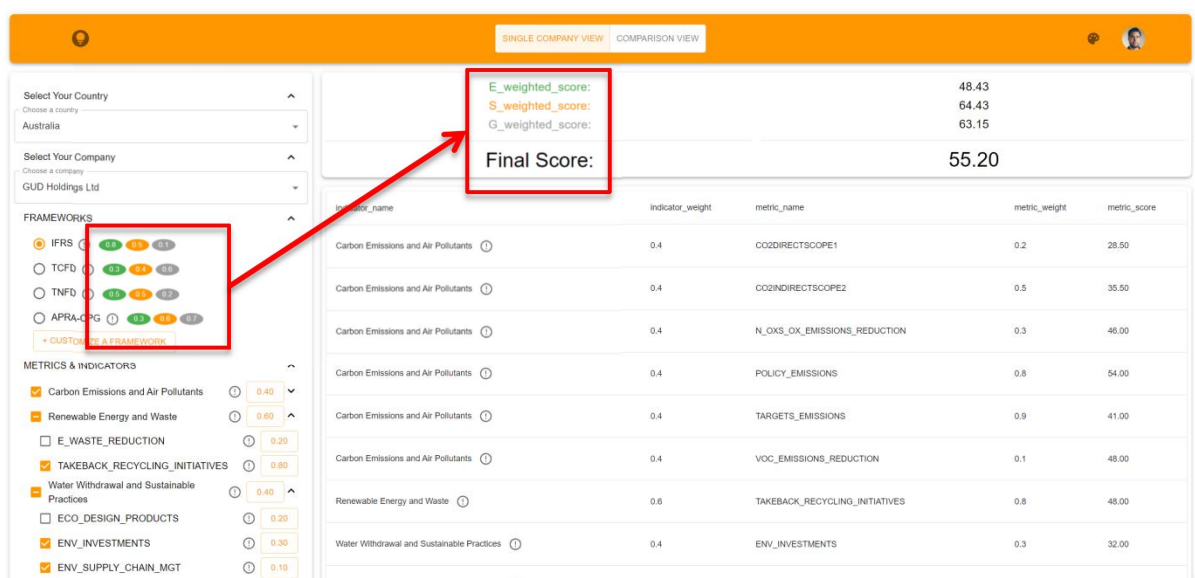 SINGLE COMPANY VIEW COMPARISON VIEW
Select Your Country
Choose a country
Australia
Select Your Company
Choose a company
GUD Holdings Ltd
FRAMEWORKS
IFRS 0.8 0.5 0.1
TCFD 0.3 0.4 0.6
TNFD 0.5 0.5 0.2
APRA-CPG 0.3 0.6 0.7
+ CUSTOMIZE A FRAMEWORK
METRICS & INDICATORS
Carbon Emissions and Air Pollutants 0.40
Renewable Energy and Waste 0.60
E_WASTE_REDUCTION 0.20
TAKEBACK_RECYCLING_INITIATIVES 0.80
Water Withdrawal and Sustainable
Practices 0.40
ECO_DESIGN_PRODUCTS 0.20
ENV_INVESTMENTS 0.30
ENV_SUPPLY_CHAIN_MGT 0.10
E_weighted_score: 48.43
S_weighted_score: 64.43
G_weighted_score: 63.15
Final Score: 55.20
indicator_name indicator_weight metric_name metric_weight metric_score
Carbon Emissions and Air Pollutants 0.4 CO2DIRECTSCOPE1 0.2 28.50
Carbon Emissions and Air Pollutants 0.4 CO2INDIRECTSCOPE2 0.5 35.50
Carbon Emissions and Air Pollutants 0.4 N_OXS_OX_EMISSIONS_REDUCTION 0.3 46.00
Carbon Emissions and Air Pollutants 0.4 POLICY_EMISSIONS 0.8 54.00
Carbon Emissions and Air Pollutants 0.4 TARGETS_EMISSIONS 0.9 41.00
Carbon Emissions and Air Pollutants 0.4 VOC_EMISSIONS_REDUCTION 0.1 48.00
Renewable Energy and Waste 0.6 TAKEBACK_RECYCLING_INITIATIVES 0.8 48.00
Water Withdrawal and Sustainable Practices 0.4 ENV_INVESTMENTS 0.3 32.00